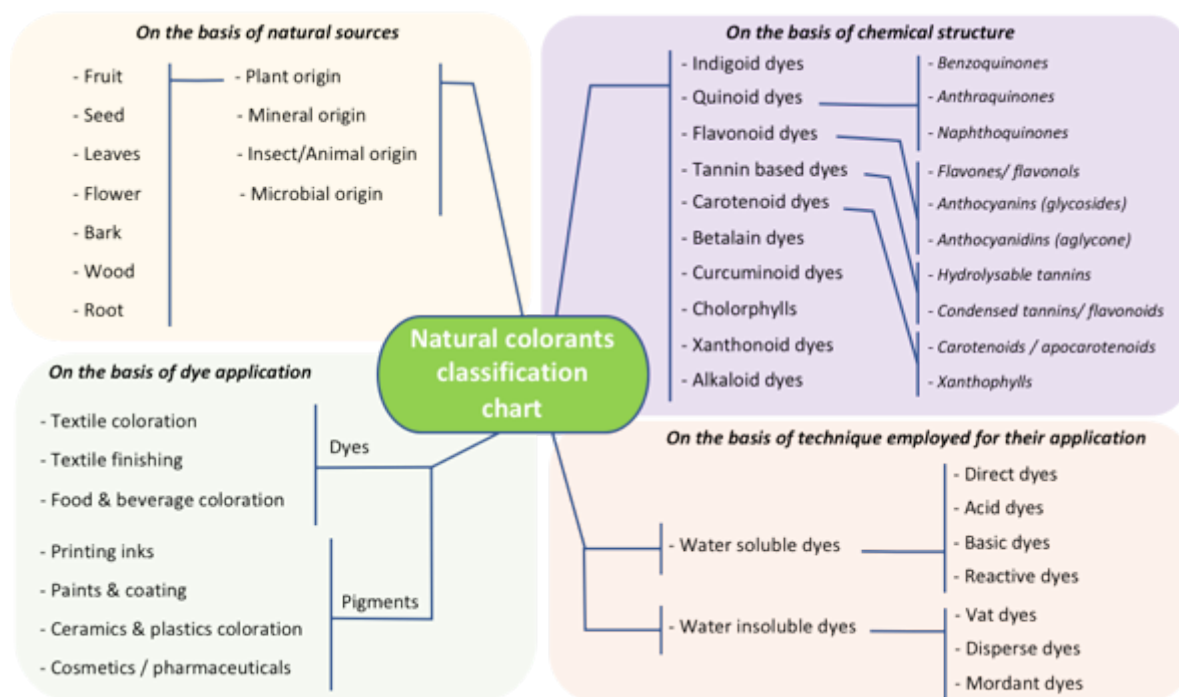 On the basis of natural sources
- Fruit
- Seed
- Leaves
- Flower
- Bark
- Wood
- Root
- Plant origin
- Mineral origin
- Insect/Animal origin
- Microbial origin
On the basis of chemical structure
- Indigoid dyes
- Quinoid dyes
- Flavonoid dyes
- Tannin based dyes
- Carotenoid dyes
- Betalain dyes
- Curcuminoid dyes
- Cholorphylls
- Xanthonoid dyes
- Alkaloid dyes
- Benzoquinones
- Anthraquinones
- Naphthoquinones
- Flavones/ flavonols
- Anthocyanins (glycosides)
- Anthocyanidins (aglycone)
- Hydrolysable tannins
- Condensed tannins/ flavonoids
- Carotenoids / apocarotenoids
- Xanthophylls
Natural colorants
classification
chart
On the basis of dye application
- Textile coloration
- Textile finishing
- Food & beverage coloration
Dyes
- Printing inks
- Paints & coating
- Ceramics & plastics coloration
- Cosmetics / pharmaceuticals
Pigments
On the basis of technique employed for their application
- Water soluble dyes
- Direct dyes
- Acid dyes
- Basic dyes
- Reactive dyes
- Water insoluble dyes
- Vat dyes
- Disperse dyes
- Mordant dyes